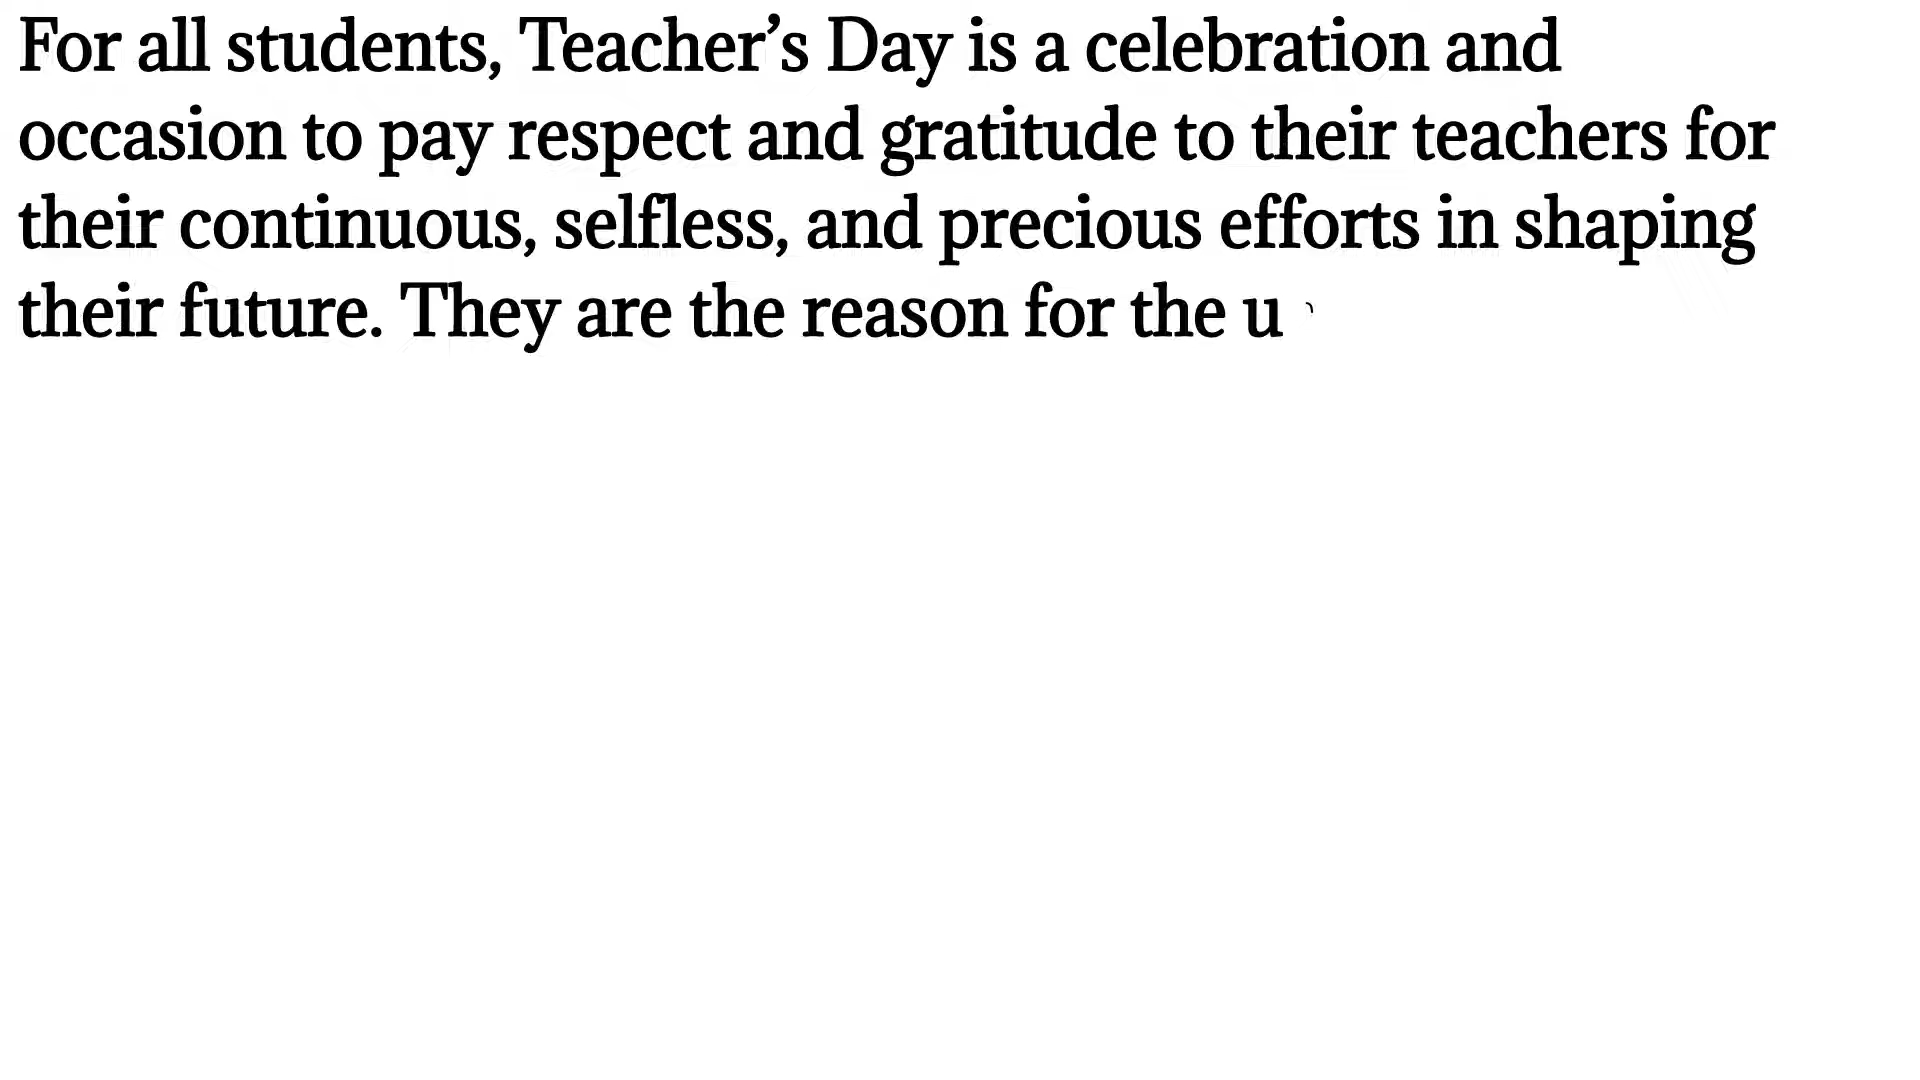 For all students, Teacher’s Day is a celebration and
occasion to pay respect and gratitude to their teachers for
their continuous, selfless, and precious efforts in shaping
their future. They are the reason for the u